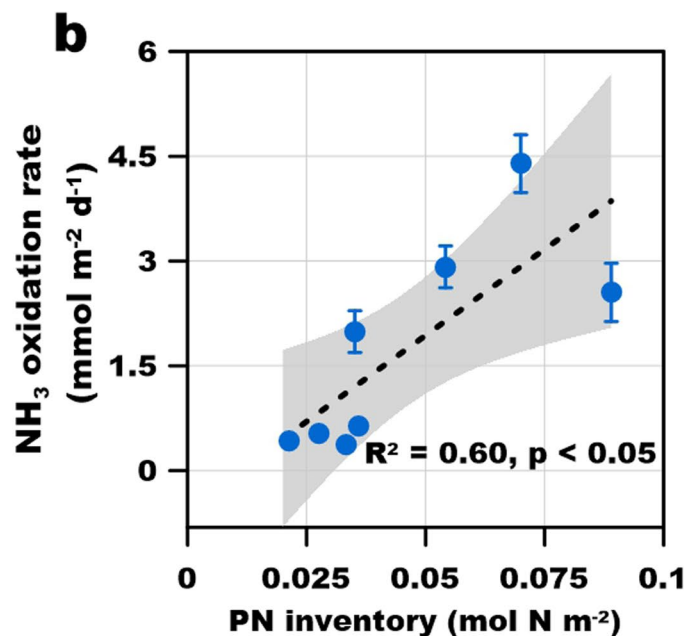 b
6
4.5
3
1.5
0
NH₃ oxidation rate
(mmol m⁻² d⁻¹)
R² = 0.60, p < 0.05
0 0.025 0.05 0.075 0.1
PN inventory (mol N m⁻²)